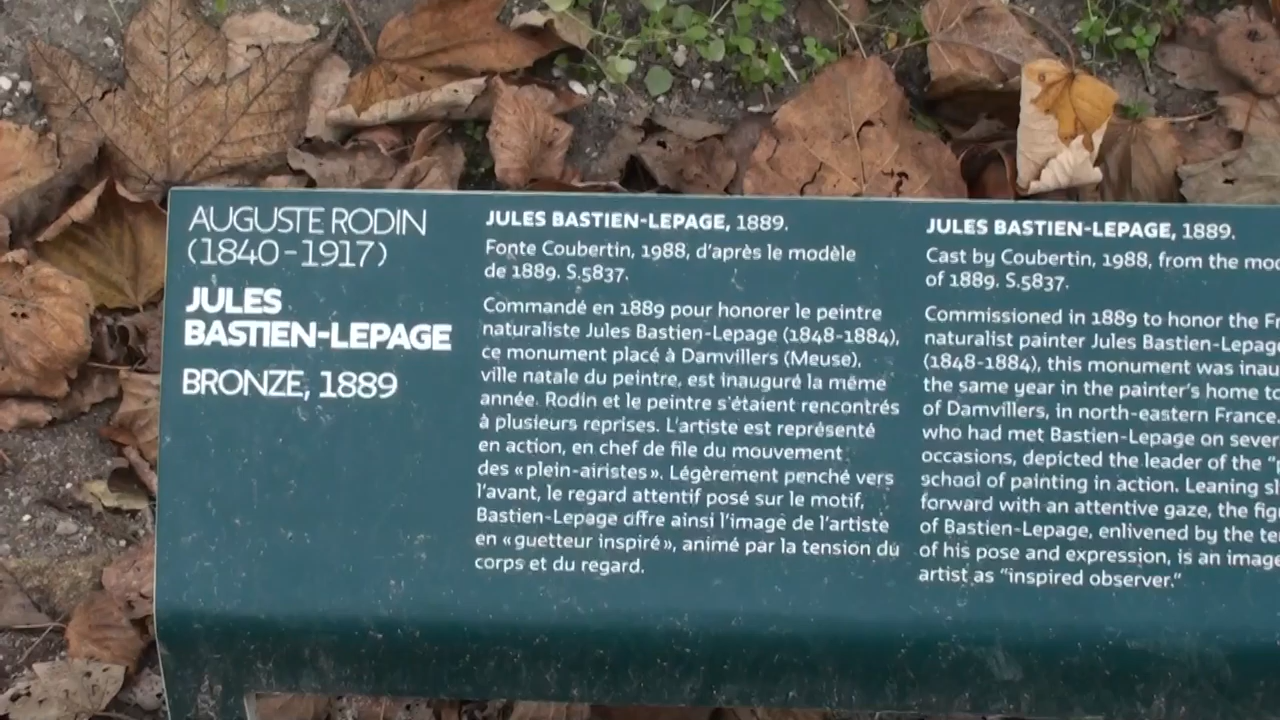 AUGUSTE RODIN
(1840-1917)
JULES
BASTIEN-LEPAGE
BRONZE, 1889
JULES BASTIEN-LEPAGE, 1889.
Fonte Coubertin, 1988, d'après le modèle
de 1889. S.5837.
Commandé en 1889 pour honorer le peintre
naturaliste Jules Bastien-Lepage (1848-1884),
ce monument placé à Damvillers (Meuse),
ville natale du peintre, est inauguré la même
année. Rodin et le peintre s'étaient rencontrés
à plusieurs reprises. L'artiste est représenté
en action, en chef de file du mouvement
des « plein-airistes ». Légèrement penché vers
l'avant, le regard attentif posé sur le motif,
Bastien-Lepage offre ainsi l'image de l'artiste
en « guetteur inspiré », animé par la tension du
corps et du regard.
JULES BASTIEN-LEPAGE, 1889.
Cast by Coubertin, 1988, from the
of 1889. S.5837.
Commissioned in 1889 to honor the
naturalist painter Jules Bastien-Lepage
(1848-1884), this monument was
the same year in the painter's home
of Damvillers, in north-eastern France.
who had met Bastien-Lepage on
occasions, depicted the leader of the
school of painting in action. Leaning
forward with an attentive gaze, the
of Bastien-Lepage, enlivened by the
of his pose and expression, is an image
artist as "inspired observer."